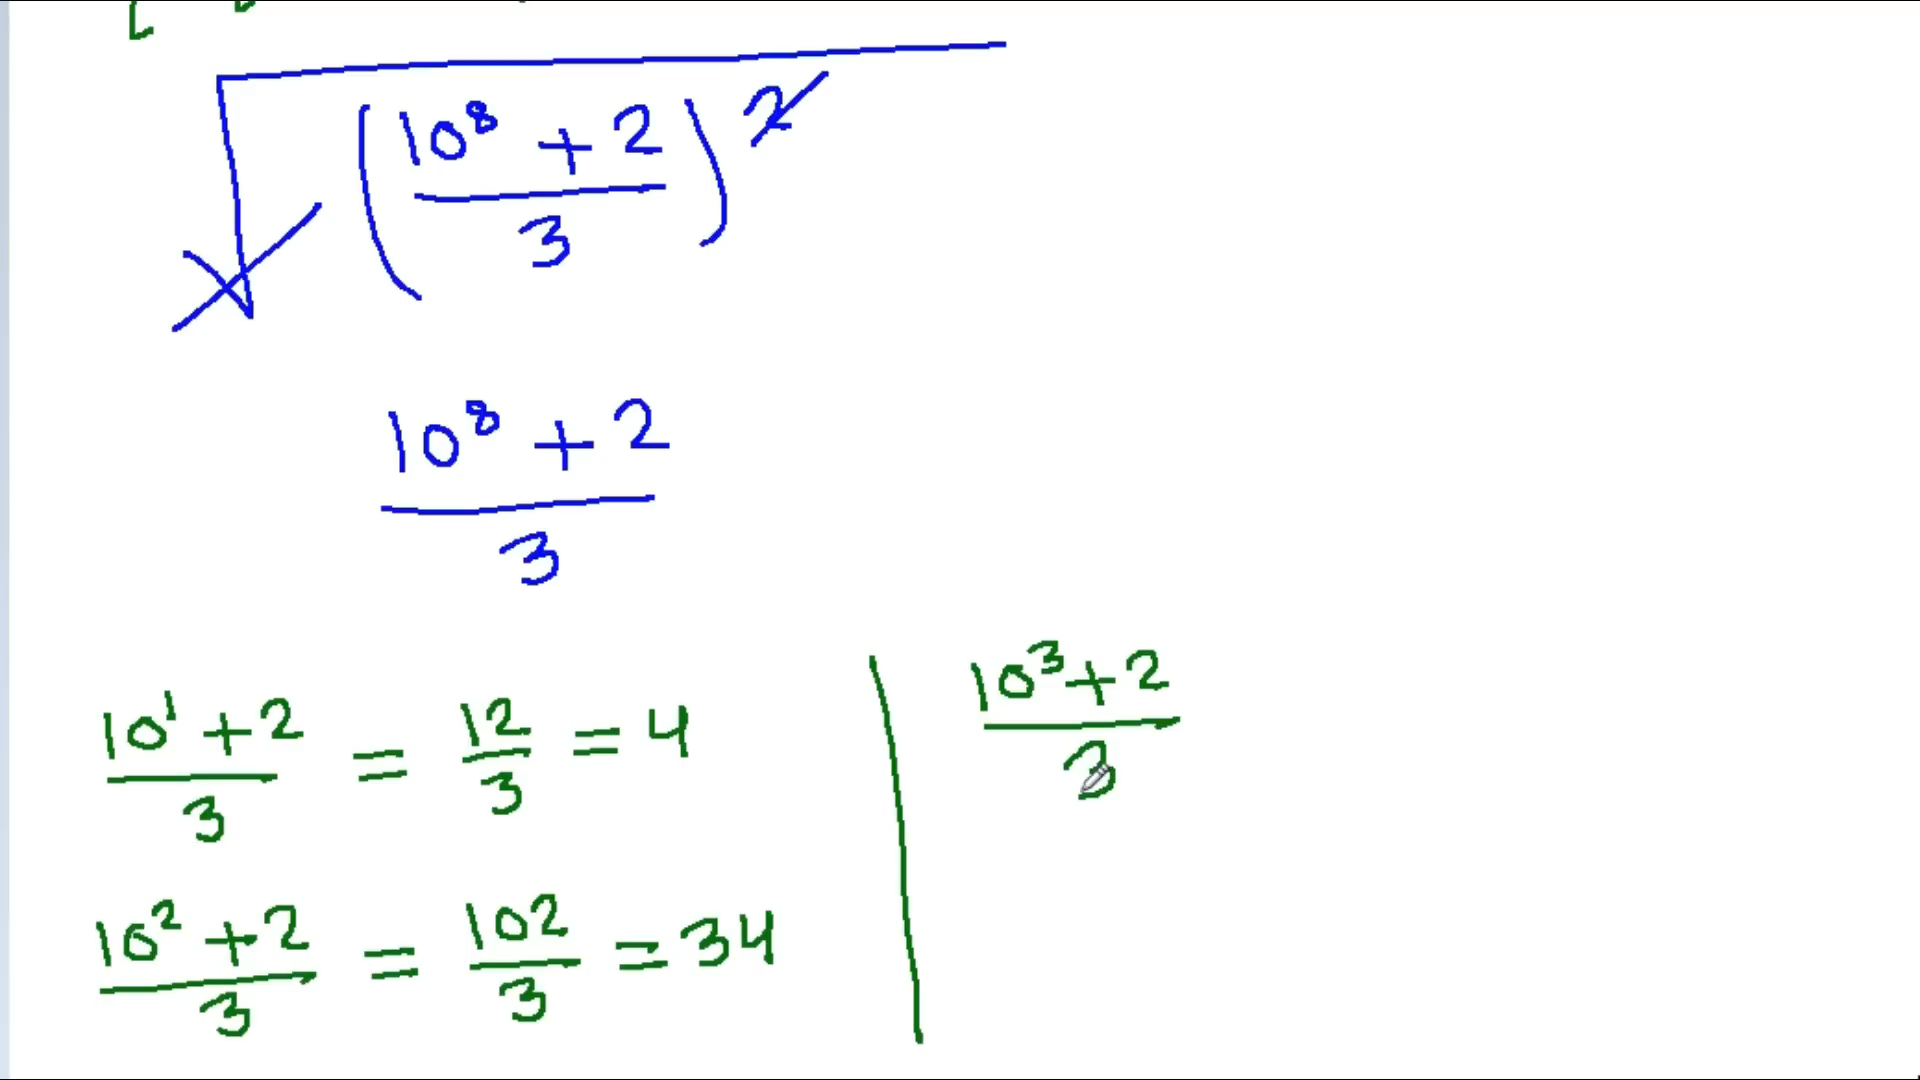 √((10⁸ + 2)/3)²
(10⁸ + 2)/3
(10¹ + 2)/3 = 12/3 = 4
(10² + 2)/3 = 102/3 = 34
(10³ + 2)/3